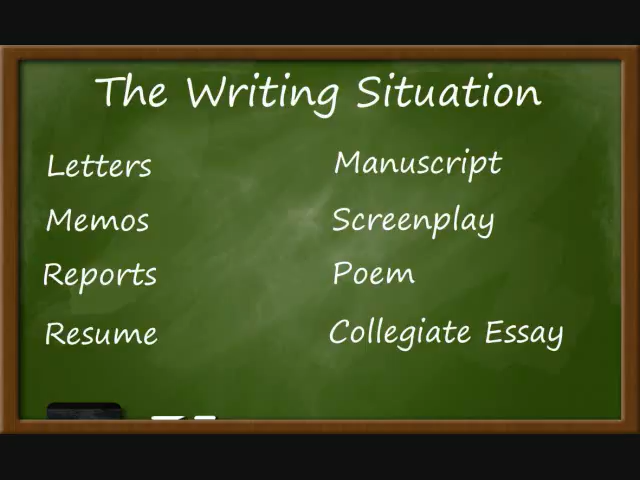 The Writing Situation
Letters
Memos
Reports
Resume
Manuscript
Screenplay
Poem
Collegiate Essay